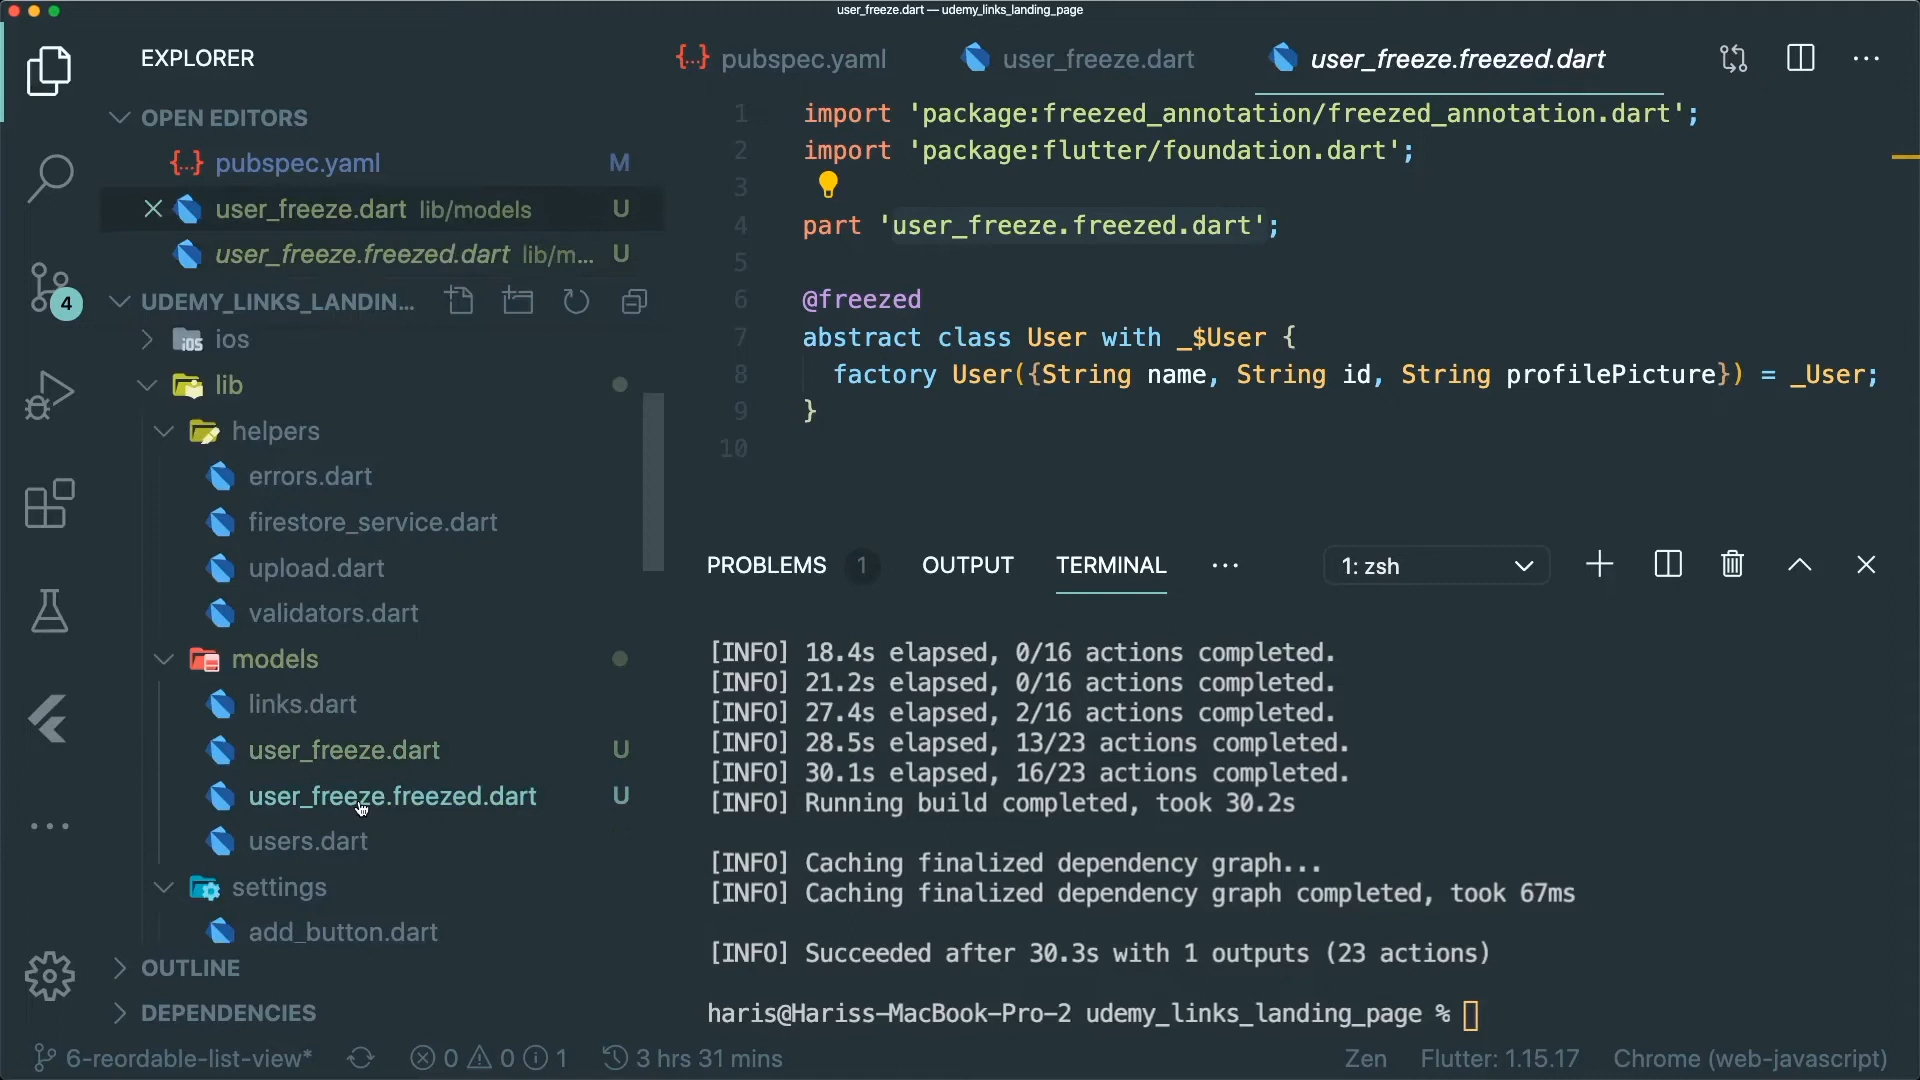 user_freeze.dart — udemy_links_landing_page
EXPLORER
OPEN EDITORS
{...} pubspec.yaml M
user_freeze.dart lib/models U
user_freeze.freezed.dart lib/m... U
4
UDEMY_LINKS_LANDIN...
iOS ios
lib
helpers
errors.dart
firestore_service.dart
upload.dart
validators.dart
models
links.dart
user_freeze.dart U
user_freeze.freezed.dart U
users.dart
settings
add_button.dart
OUTLINE
DEPENDENCIES
{...} pubspec.yaml user_freeze.dart user_freeze.freezed.dart
1 import 'package:freezed_annotation/freezed_annotation.dart';
2 import 'package:flutter/foundation.dart';
3
4 part 'user_freeze.freezed.dart';
5
6 @freezed
7 abstract class User with _$User {
8 factory User({String name, String id, String profilePicture}) = _User;
9 }
10
PROBLEMS 1 OUTPUT TERMINAL ... 1: zsh
[INFO] 18.4s elapsed, 0/16 actions completed.
[INFO] 21.2s elapsed, 0/16 actions completed.
[INFO] 27.4s elapsed, 2/16 actions completed.
[INFO] 28.5s elapsed, 13/23 actions completed.
[INFO] 30.1s elapsed, 16/23 actions completed.
[INFO] Running build completed, took 30.2s
[INFO] Caching finalized dependency graph...
[INFO] Caching finalized dependency graph completed, took 67ms
[INFO] Succeeded after 30.3s with 1 outputs (23 actions)
haris@Hariss-MacBook-Pro-2 udemy_links_landing_page %
6-reordable-list-view* 0 0 1 3 hrs 31 mins Zen Flutter: 1.15.17 Chrome (web-javascript)